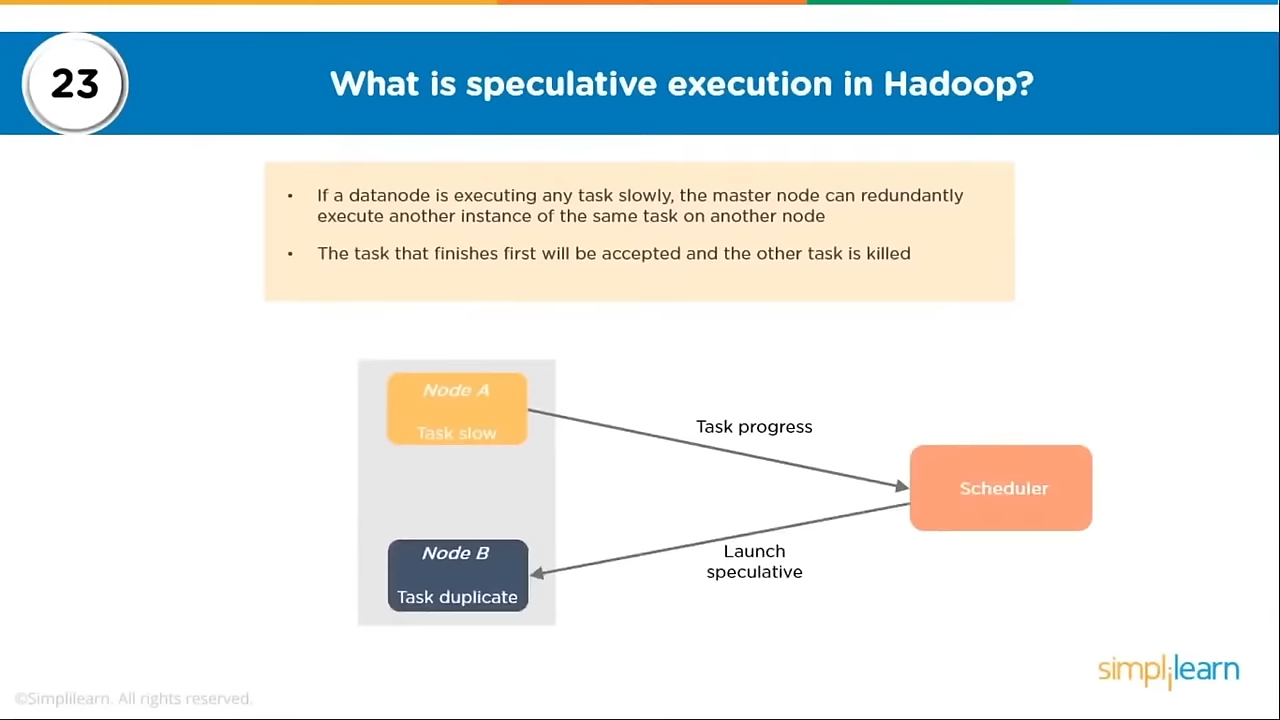 23
What is speculative execution in Hadoop?
• If a datanode is executing any task slowly, the master node can redundantly
execute another instance of the same task on another node
• The task that finishes first will be accepted and the other task is killed
Node A
Task slow
Task progress
Scheduler
Node B
Task duplicate
Launch
speculative
simplilearn
©Simplilearn. All rights reserved.